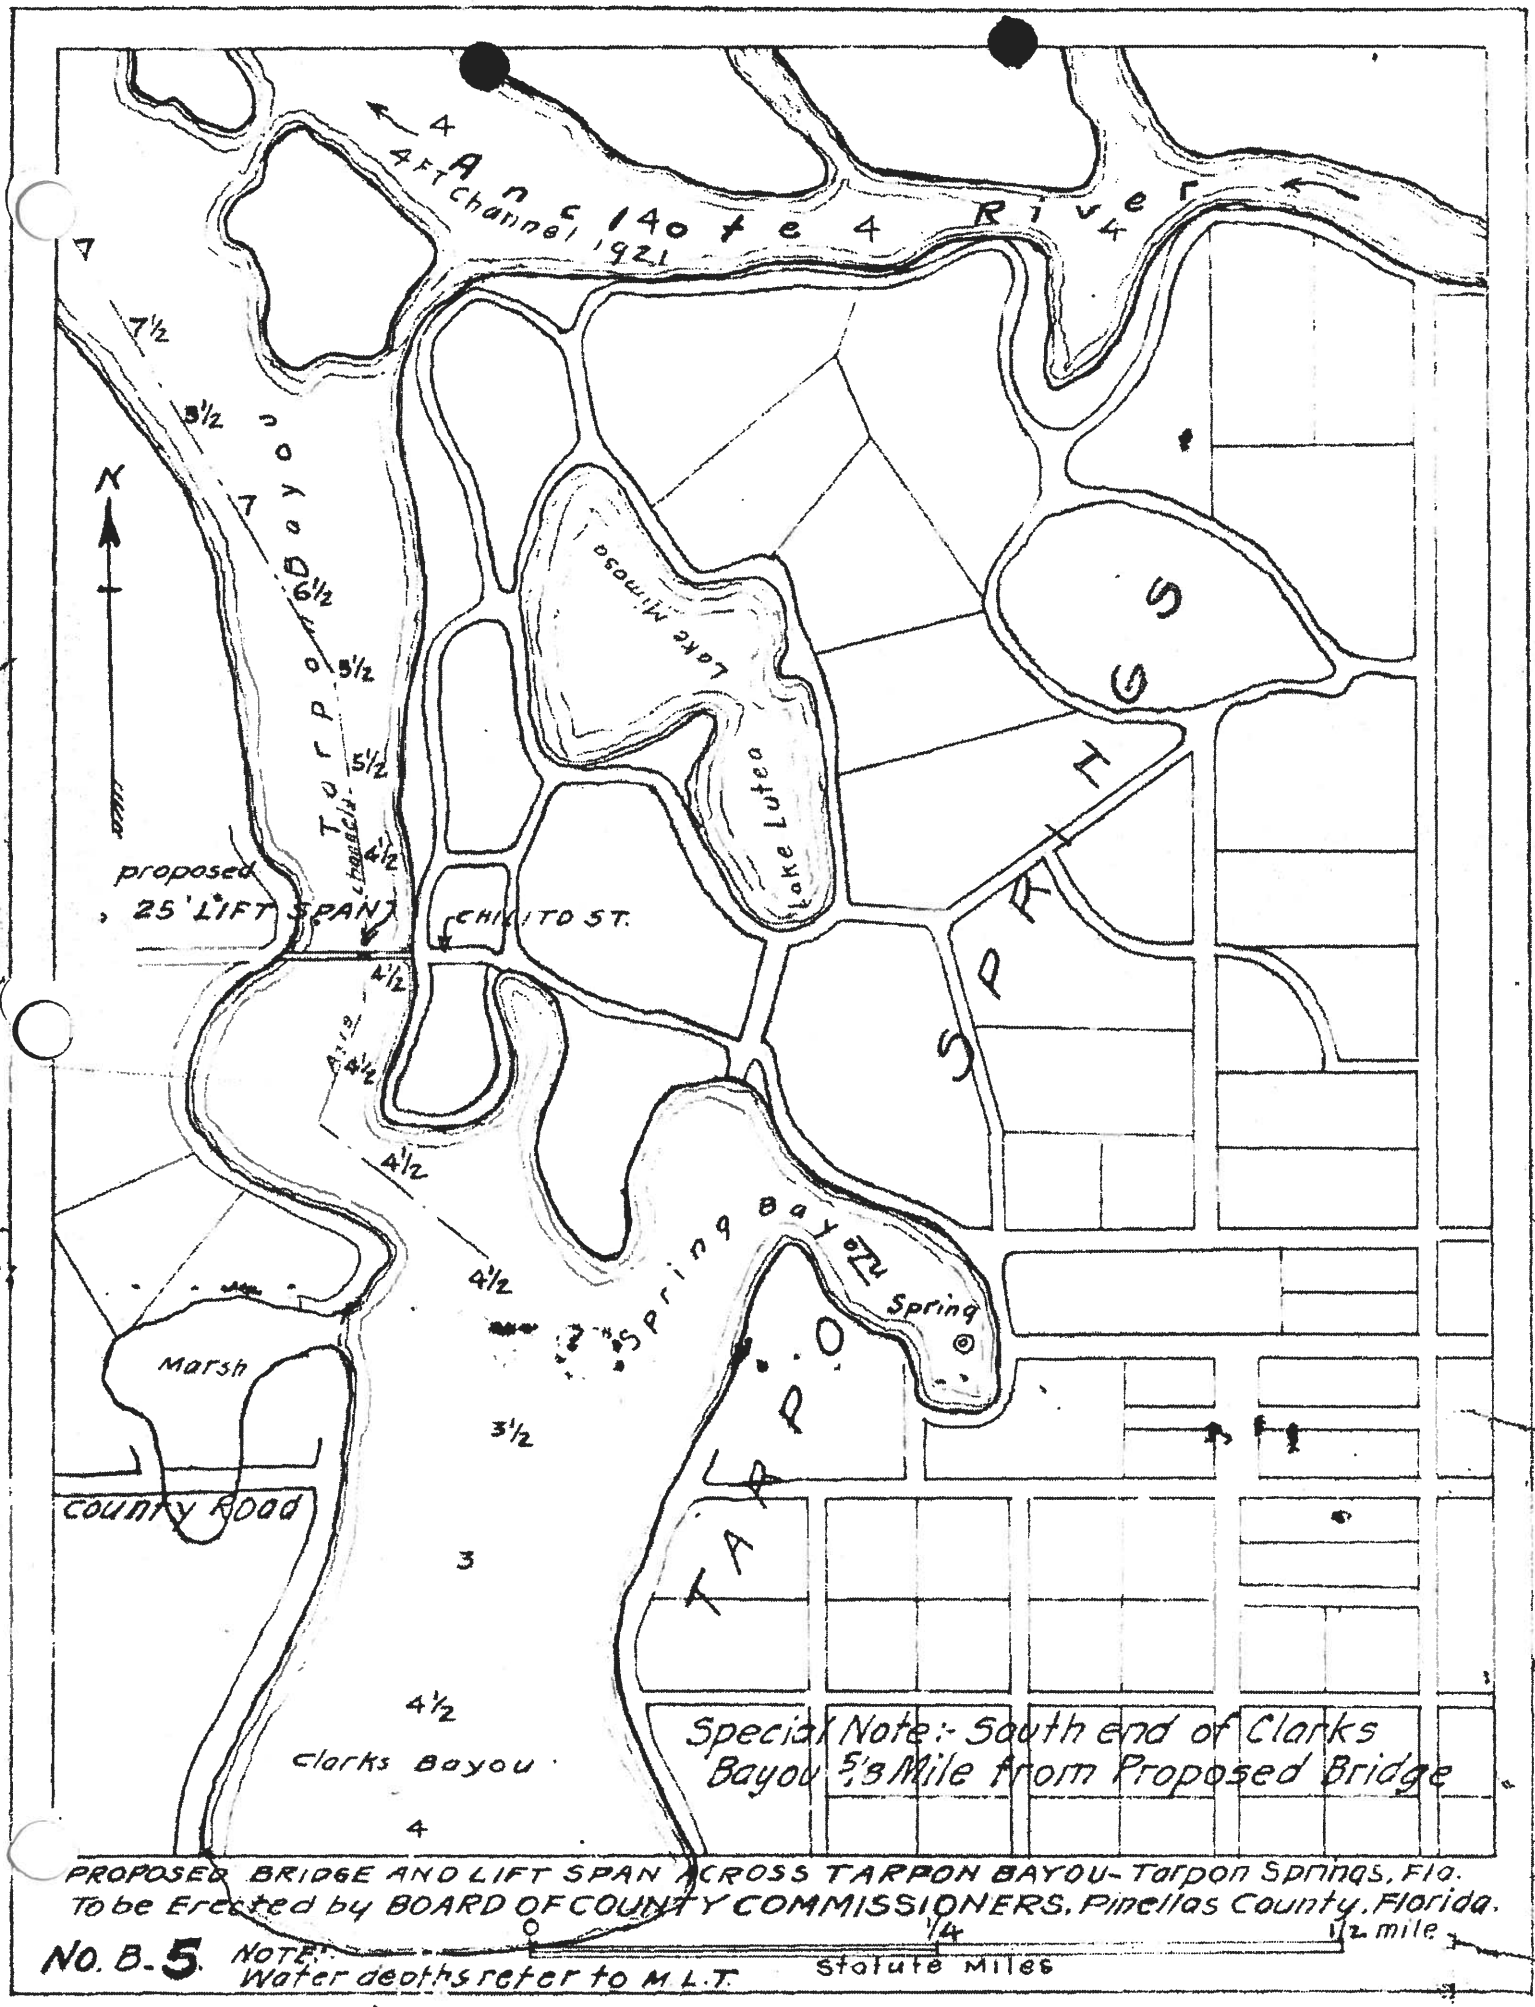 4
4 FT Channel 1921
Anclote River
4
4
7
7½
5½
7
6½
5½
5½
4½
Tarpon Bayou
N
Lake Mimosa
Lake Lutea
proposed
25' LIFT SPAN
CHILITO ST.
4½
4½
4½
4½
Spring Bayou
Spring
TARPON SPRINGS
Marsh
3½
COUNTY ROAD
3
4½
Clarks Bayou
4
Special Note:- South end of Clarks
Bayou 5/8 Mile from Proposed Bridge
PROPOSED BRIDGE AND LIFT SPAN ACROSS TARPON BAYOU - Tarpon Springs, Fla.
To be Erected by BOARD OF COUNTY COMMISSIONERS, Pinellas County, Florida.
0 1/4 1/2 mile
Statute Miles
NO. B-5. NOTE:
Water depths refer to M.L.T.